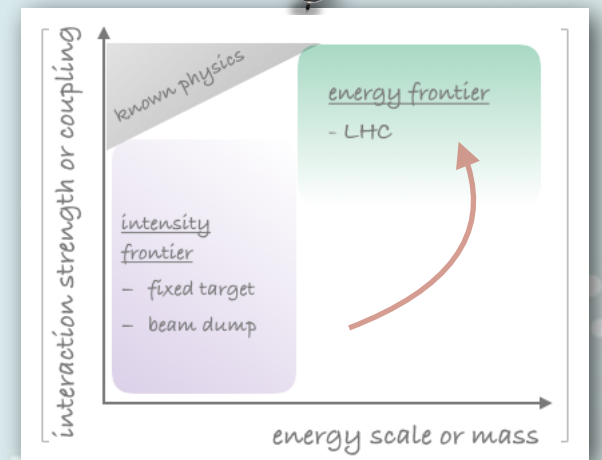 interaction strength or coupling
known physics
energy frontier
- LHC
intensity
frontier
– fixed target
– beam dump
energy scale or mass